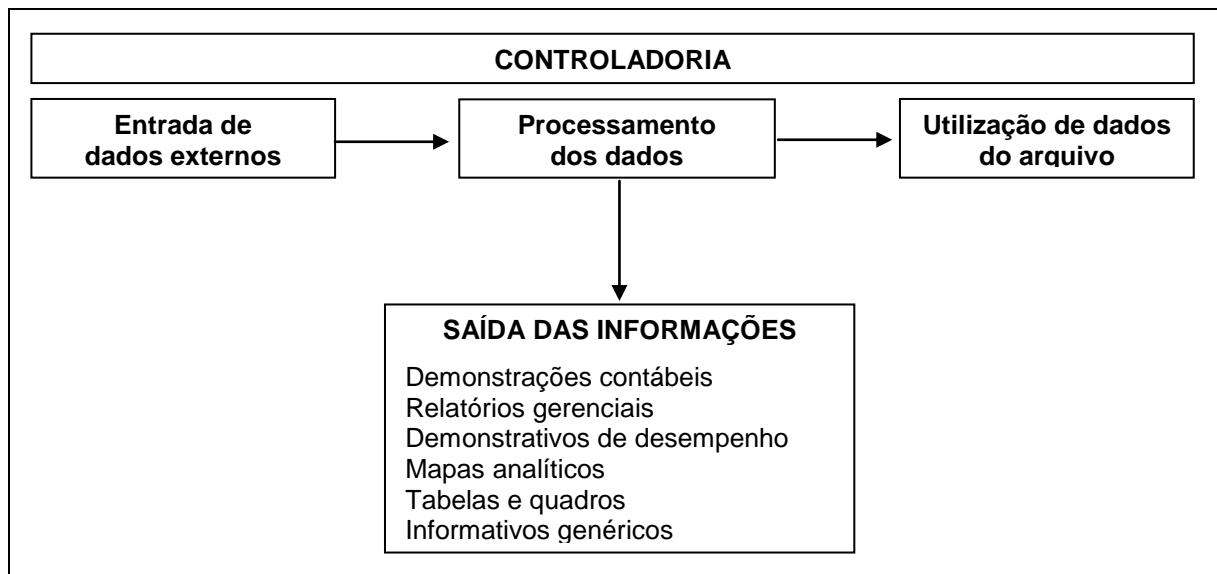 CONTROLADORIA
Entrada de
dados externos
Processamento
dos dados
Utilização de dados
do arquivo
SAÍDA DAS INFORMAÇÕES
Demonstrações contábeis
Relatórios gerenciais
Demonstrativos de desempenho
Mapas analíticos
Tabelas e quadros
Informativos genéricos